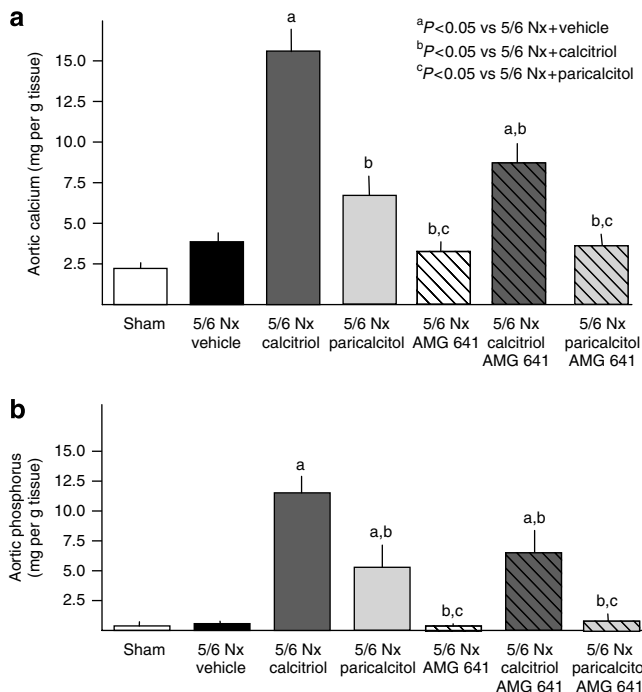 a
aP<0.05 vs 5/6 Nx+vehicle
bP<0.05 vs 5/6 Nx+calcitriol
cP<0.05 vs 5/6 Nx+paricalcitol
Aortic calcium (mg per g tissue)
15.0
12.5
10.0
7.5
5.0
2.5
a
b
b,c
a,b
b,c
Sham
5/6 Nx
vehicle
5/6 Nx
calcitriol
5/6 Nx
paricalcitol
5/6 Nx
AMG 641
5/6 Nx
calcitriol
AMG 641
5/6 Nx
paricalcitol
AMG 641
b
Aortic phosphorus
(mg per g tissue)
15.0
12.5
10.0
7.5
5.0
2.5
a
a,b
b,c
a,b
b,c
Sham
5/6 Nx
vehicle
5/6 Nx
calcitriol
5/6 Nx
paricalcitol
5/6 Nx
AMG 641
5/6 Nx
calcitriol
AMG 641
5/6 Nx
paricalcitol
AMG 641